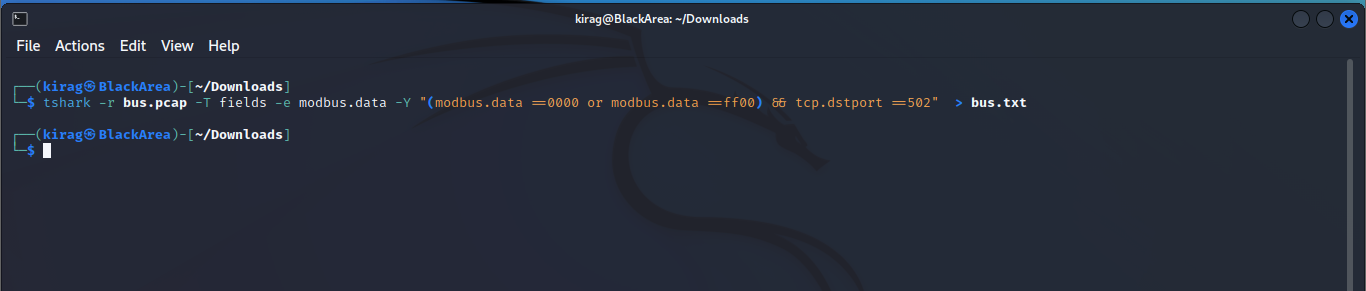 kirag@BlackArea: ~/Downloads
File Actions Edit View Help
┌──(kirag㉿BlackArea)-[~/Downloads]
└─$ tshark -r bus.pcap -T fields -e modbus.data -Y "(modbus.data ==0000 or modbus.data ==ff00) && tcp.dstport ==502" > bus.txt
┌──(kirag㉿BlackArea)-[~/Downloads]
└─$